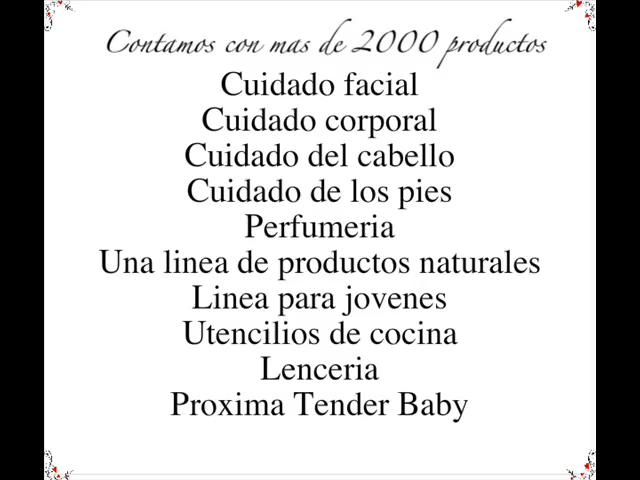 Contamos con mas de 2000 productos
Cuidado facial
Cuidado corporal
Cuidado del cabello
Cuidado de los pies
Perfumeria
Una linea de productos naturales
Linea para jovenes
Utencilios de cocina
Lenceria
Proxima Tender Baby